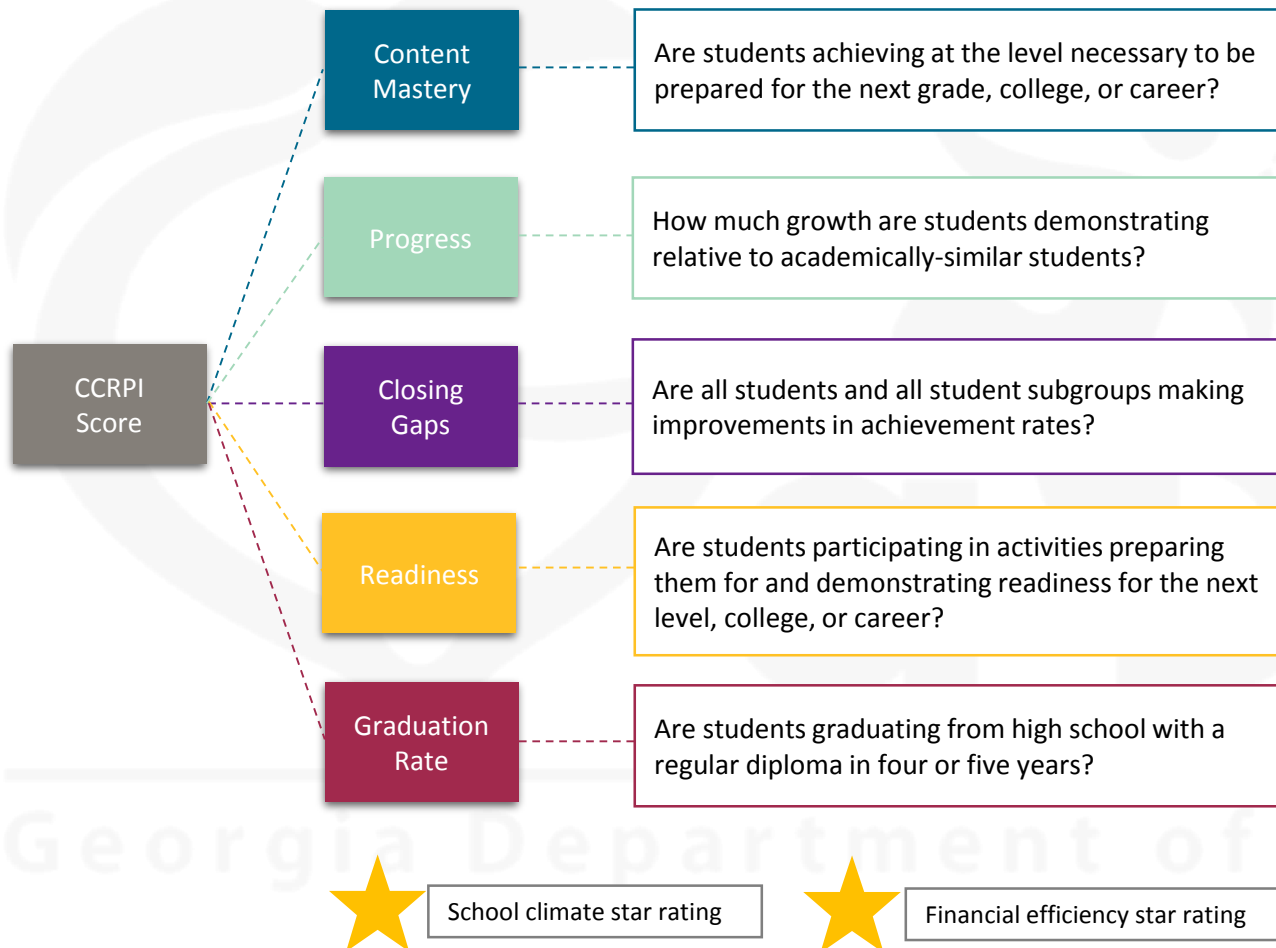 Content
Mastery
Are students achieving at the level necessary to be
prepared for the next grade, college, or career?
Progress
How much growth are students demonstrating
relative to academically-similar students?
CCRPI
Score
Closing
Gaps
Are all students and all student subgroups making
improvements in achievement rates?
Readiness
Are students participating in activities preparing
them for and demonstrating readiness for the next
level, college, or career?
Graduation
Rate
Are students graduating from high school with a
regular diploma in four or five years?
Georgia Department of
School climate star rating
Financial efficiency star rating